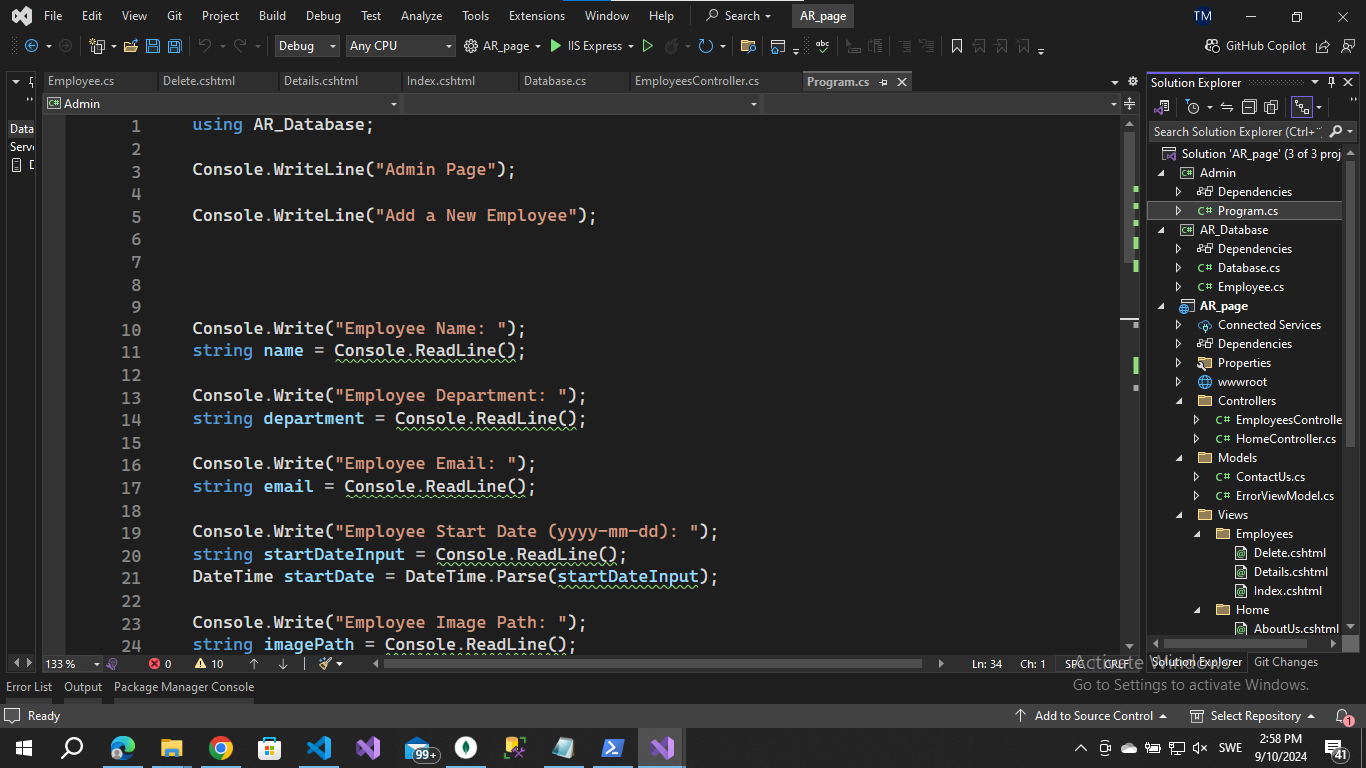 File Edit View Git Project Build Debug Test Analyze Tools Extensions Window Help Search AR_page TM
Debug Any CPU AR_page IIS Express GitHub Copilot
Employee.cs Delete.cshtml Details.cshtml Index.cshtml Database.cs EmployeesController.cs Program.cs
Admin
Data
Serv
1 using AR_Database;
2
3 Console.WriteLine("Admin Page");
4
5 Console.WriteLine("Add a New Employee");
6
7
8
9
10 Console.Write("Employee Name: ");
11 string name = Console.ReadLine();
12
13 Console.Write("Employee Department: ");
14 string department = Console.ReadLine();
15
16 Console.Write("Employee Email: ");
17 string email = Console.ReadLine();
18
19 Console.Write("Employee Start Date (yyyy-mm-dd): ");
20 string startDateInput = Console.ReadLine();
21 DateTime startDate = DateTime.Parse(startDateInput);
22
23 Console.Write("Employee Image Path: ");
24 string imagePath = Console.ReadLine();
133 % 0 10 Ln: 34 Ch: 1 SPC CRLF
Solution Explorer
Search Solution Explorer (Ctrl+
Solution 'AR_page' (3 of 3 proj
Admin
Dependencies
C# Program.cs
AR_Database
Dependencies
C# Database.cs
C# Employee.cs
AR_page
Connected Services
Dependencies
Properties
wwwroot
Controllers
C# EmployeesControlle
C# HomeController.cs
Models
C# ContactUs.cs
C# ErrorViewModel.cs
Views
Employees
Delete.cshtml
Details.cshtml
Index.cshtml
Home
AboutUs.cshtml
Solution Explorer Git Changes
Activate Windows
Go to Settings to activate Windows.
Error List Output Package Manager Console
Ready Add to Source Control Select Repository 1
99+ SWE 2:58 PM
9/10/2024 41